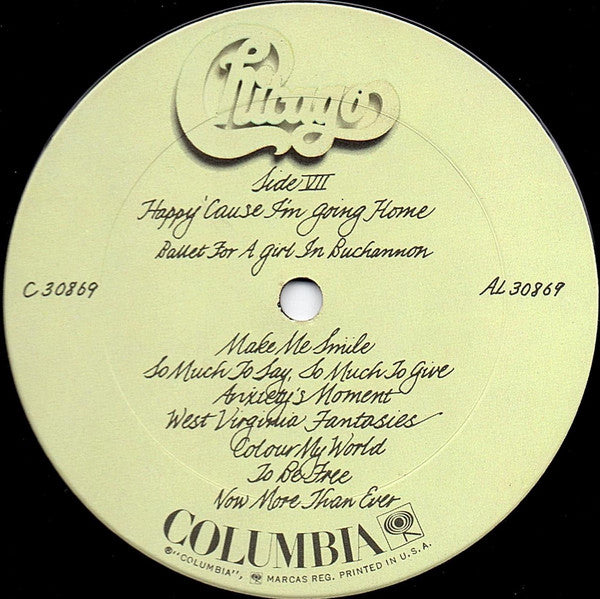 Chicago
Side VII
Happy 'Cause I'm Going Home
Ballet For A Girl In Buchannon
C 30869
AL 30869
Make Me Smile
So Much To Say, So Much To Give
Anxiety's Moment
West Virginia Fantasies
Colour My World
To Be Free
Now More Than Ever
COLUMBIA
®"COLUMBIA", MARCAS REG. PRINTED IN U.S.A.